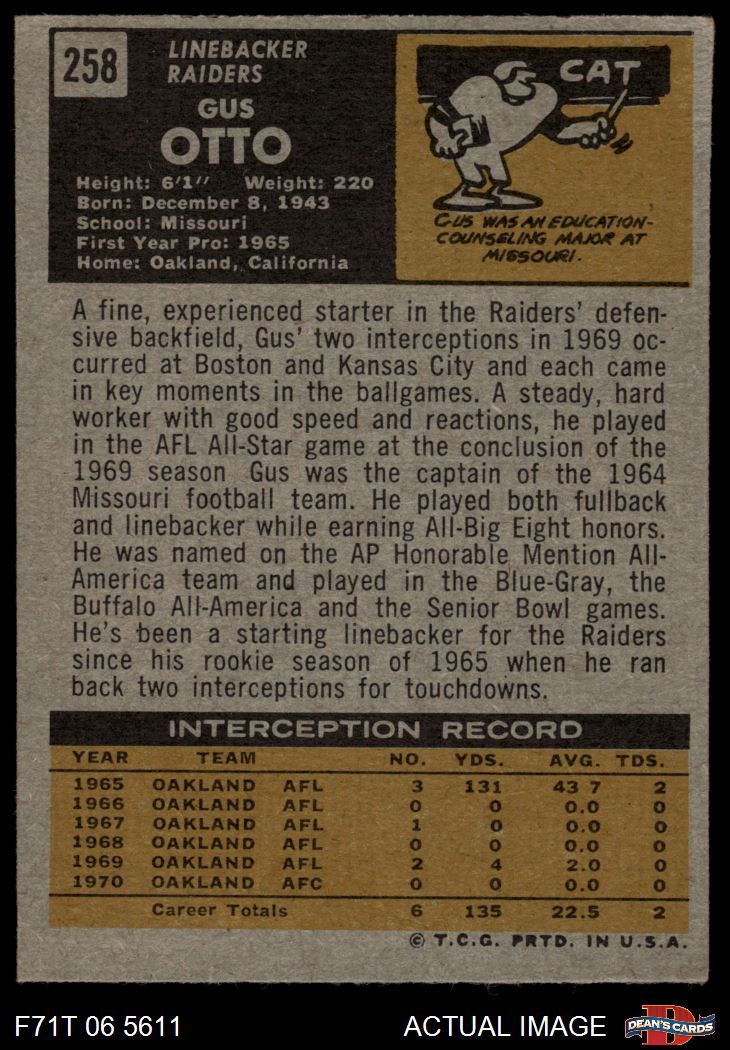 258
LINEBACKER
RAIDERS
GUS
OTTO
Height: 6'1" Weight: 220
Born: December 8, 1943
School: Missouri
First Year Pro: 1965
Home: Oakland, California
CAT
GUS WAS AN EDUCATION-
COUNSELING MAJOR AT
MISSOURI.
A fine, experienced starter in the Raiders' defen-
sive backfield, Gus' two interceptions in 1969 oc-
curred at Boston and Kansas City and each came
in key moments in the ballgames. A steady, hard
worker with good speed and reactions, he played
in the AFL All-Star game at the conclusion of the
1969 season Gus was the captain of the 1964
Missouri football team. He played both fullback
and linebacker while earning All-Big Eight honors.
He was named on the AP Honorable Mention All-
America team and played in the Blue-Gray, the
Buffalo All-America and the Senior Bowl games.
He's been a starting linebacker for the Raiders
since his rookie season of 1965 when he ran
back two interceptions for touchdowns.
INTERCEPTION RECORD
YEAR TEAM NO. YDS. AVG. TDS.
1965 OAKLAND AFL 3 131 43 7 2
1966 OAKLAND AFL 0 0 0.0 0
1967 OAKLAND AFL 1 0 0.0 0
1968 OAKLAND AFL 0 0 0.0 0
1969 OAKLAND AFL 2 4 2.0 0
1970 OAKLAND AFC 0 0 0.0 0
Career Totals 6 135 22.5 2
© T.C.G. PRTD. IN U.S.A.
F71T 06 5611
ACTUAL IMAGE
D
DEAN'S CARDS